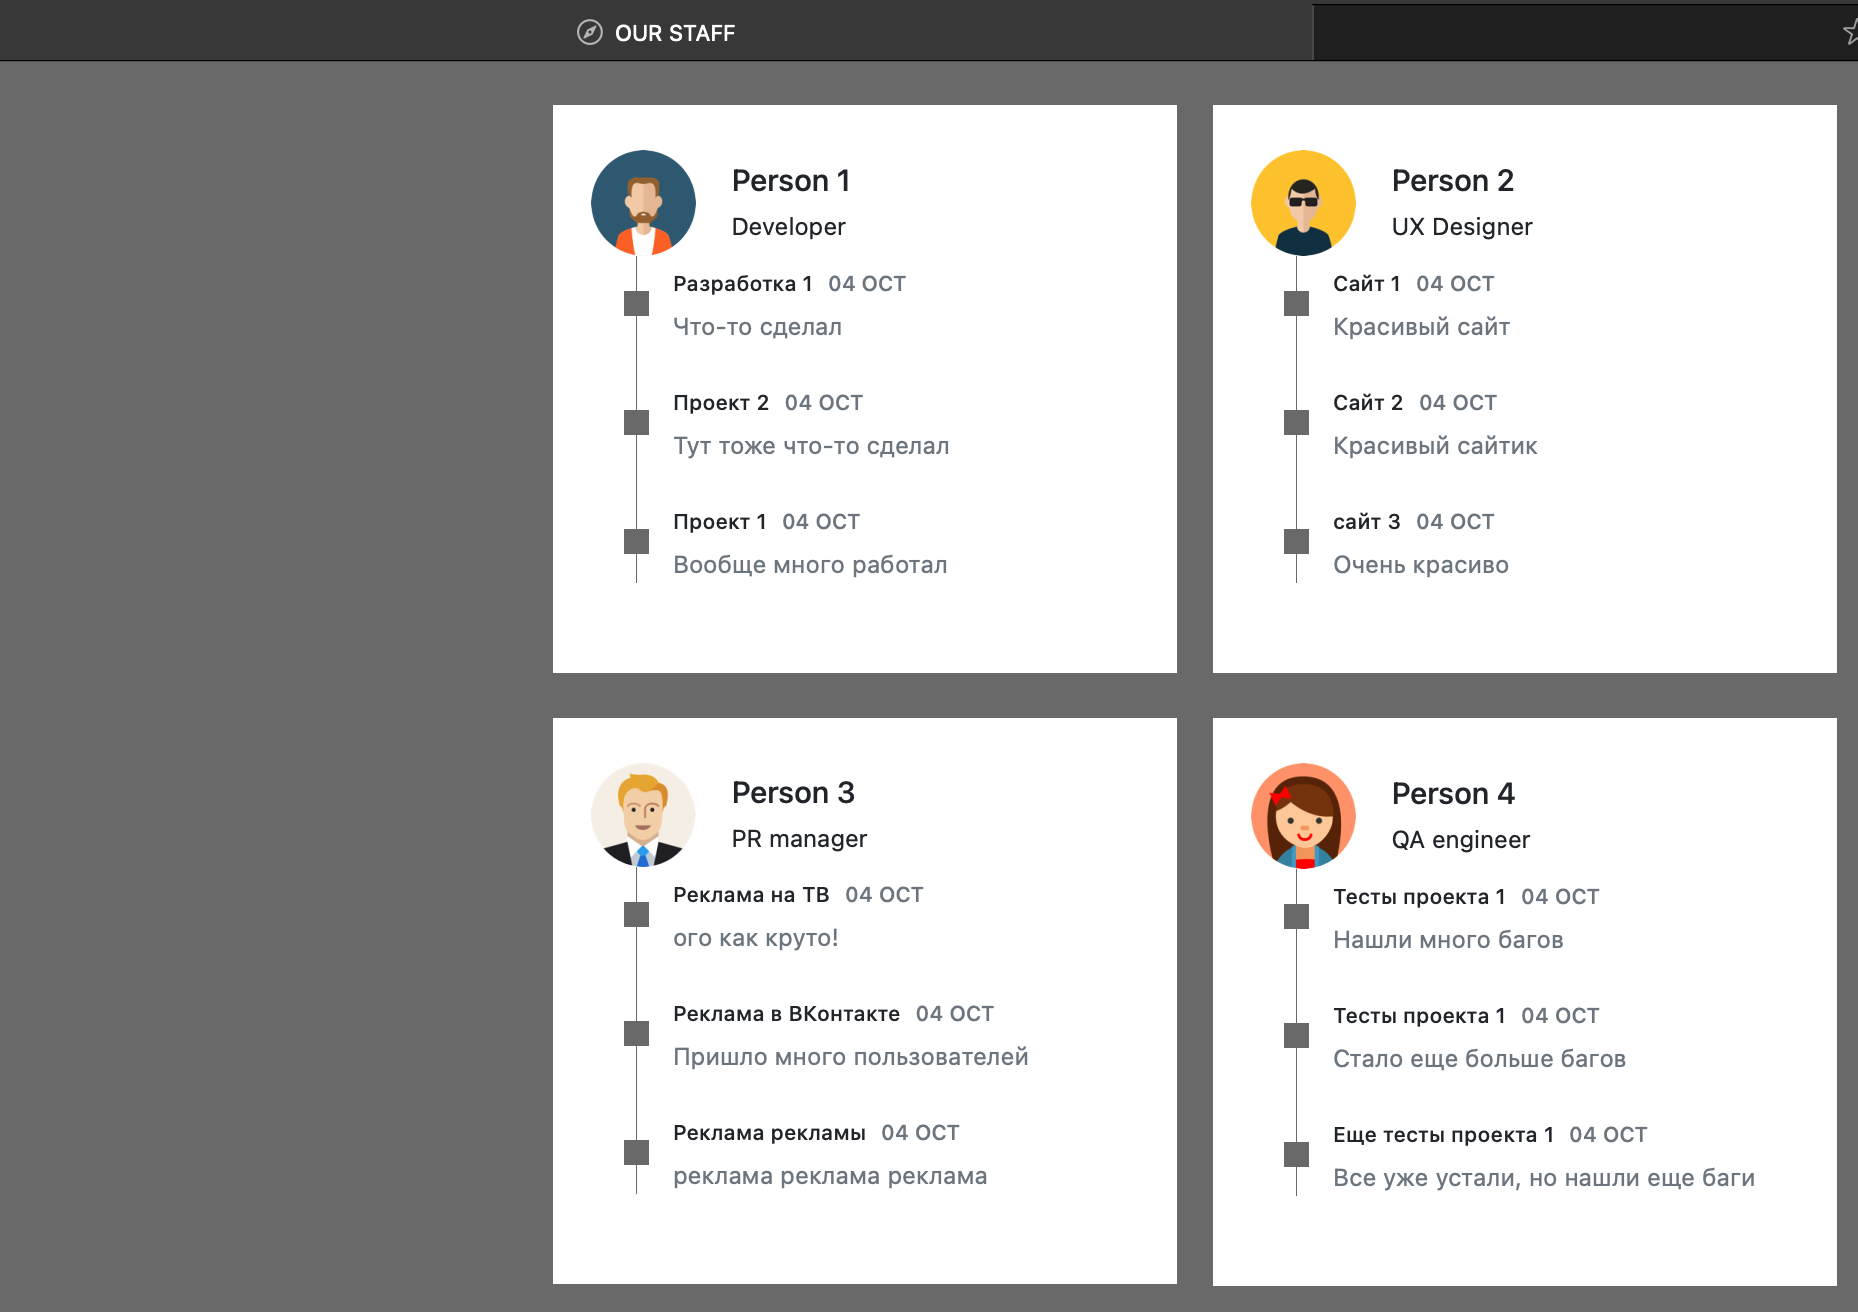 OUR STAFF
Person 1
Developer
Разработка 1 04 OCT
Что-то сделал
Проект 2 04 OCT
Тут тоже что-то сделал
Проект 1 04 OCT
Вообще много работал
Person 2
UX Designer
Сайт 1 04 OCT
Красивый сайт
Сайт 2 04 OCT
Красивый сайтик
сайт 3 04 OCT
Очень красиво
Person 3
PR manager
Реклама на ТВ 04 OCT
ого как круто!
Реклама в ВКонтакте 04 OCT
Пришло много пользователей
Реклама рекламы 04 OCT
реклама реклама реклама
Person 4
QA engineer
Тесты проекта 1 04 OCT
Нашли много багов
Тесты проекта 1 04 OCT
Стало еще больше багов
Еще тесты проекта 1 04 OCT
Все уже устали, но нашли еще баги